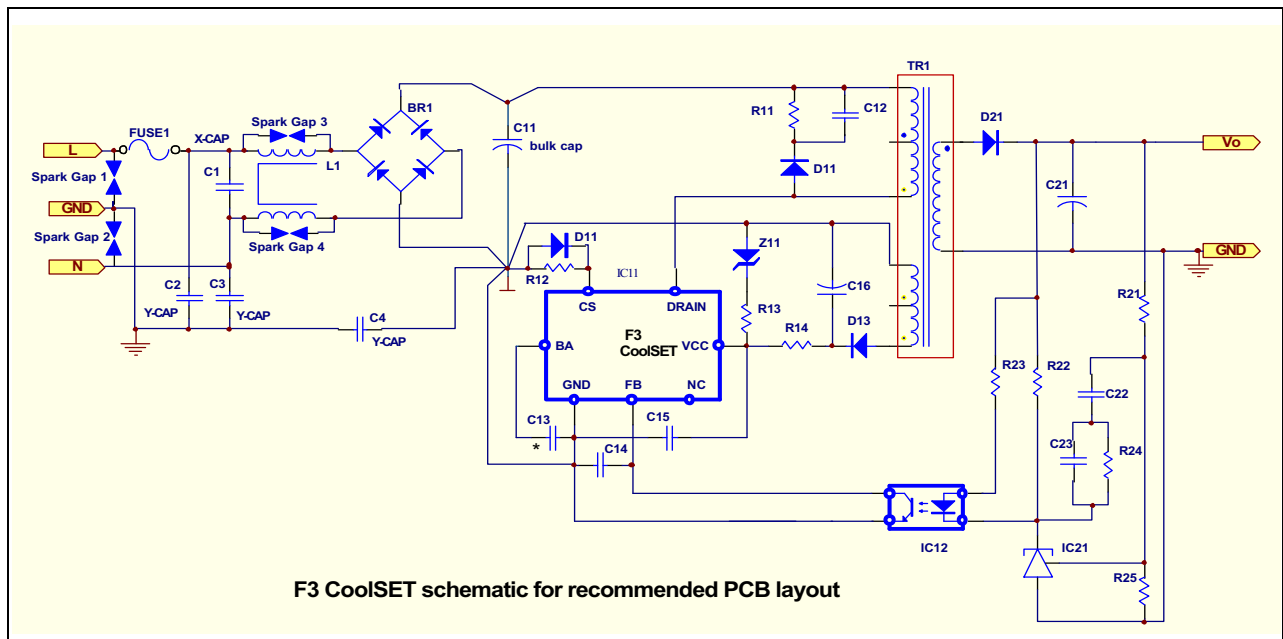 TR1
BR1
R11
C12
D21
FUSE1
Spark Gap 3
X-CAP
C11
bulk cap
L
Vo
L1
C1
D11
Spark Gap 1
C21
GND
Spark Gap 2
Spark Gap 4
D11
Z11
GND
N
R12
IC11
C2
C3
CS
DRAIN
C16
R21
Y-CAP
Y-CAP
C4
R13
Y-CAP
F3
CoolSET
R14
D13
BA
VCC
R23
R22
GND
FB
NC
C22
C13
*
C15
C14
C23
R24
IC12
IC21
R25
F3 CoolSET schematic for recommended PCB layout